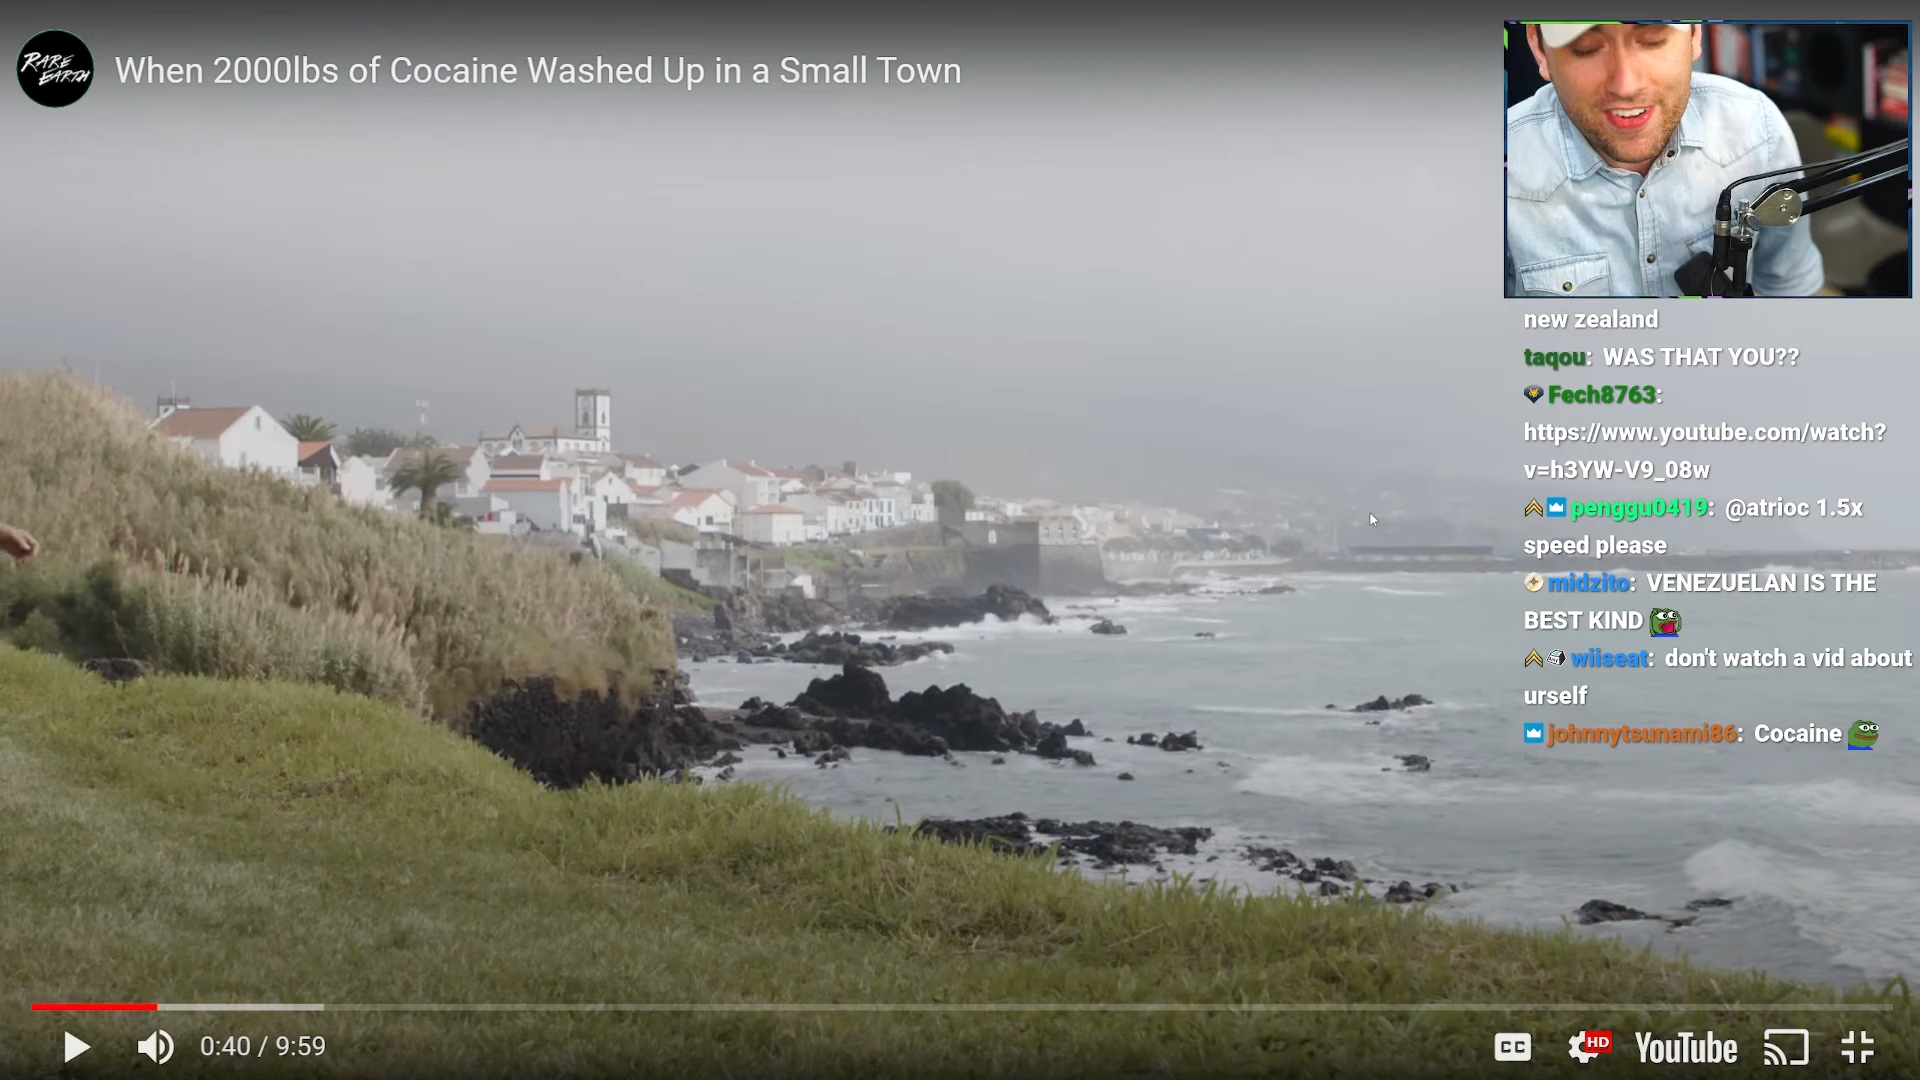 RARE EARTH
When 2000lbs of Cocaine Washed Up in a Small Town
new zealand
taqou: WAS THAT YOU??
Fech8763:
https://www.youtube.com/watch?
v=h3YW-V9_08w
penggu0419: @atrioc 1.5x
speed please
midzito: VENEZUELAN IS THE
BEST KIND
wiiseat: don't watch a vid about
urself
johnnytsunami86: Cocaine
0:40 / 9:59
CC
HD
YouTube